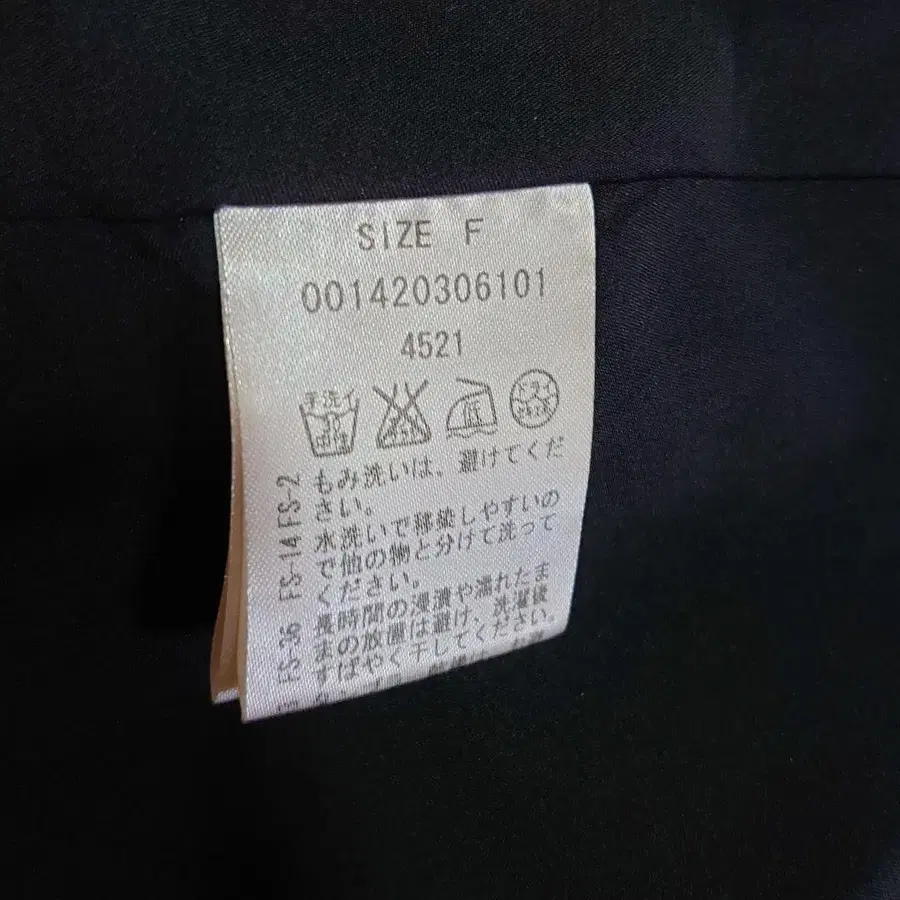 SIZE F
001420306101
4521
手洗イ
低
ドライ
FS-2 もみ洗いは、避けてくだ
さい。
FS-14 水洗いで移染しやすいの
で他の物と分けて洗って
ください。
FS-36 長時間の浸漬や濡れたま
まの放置は避け、洗濯後
すばやく干してください。